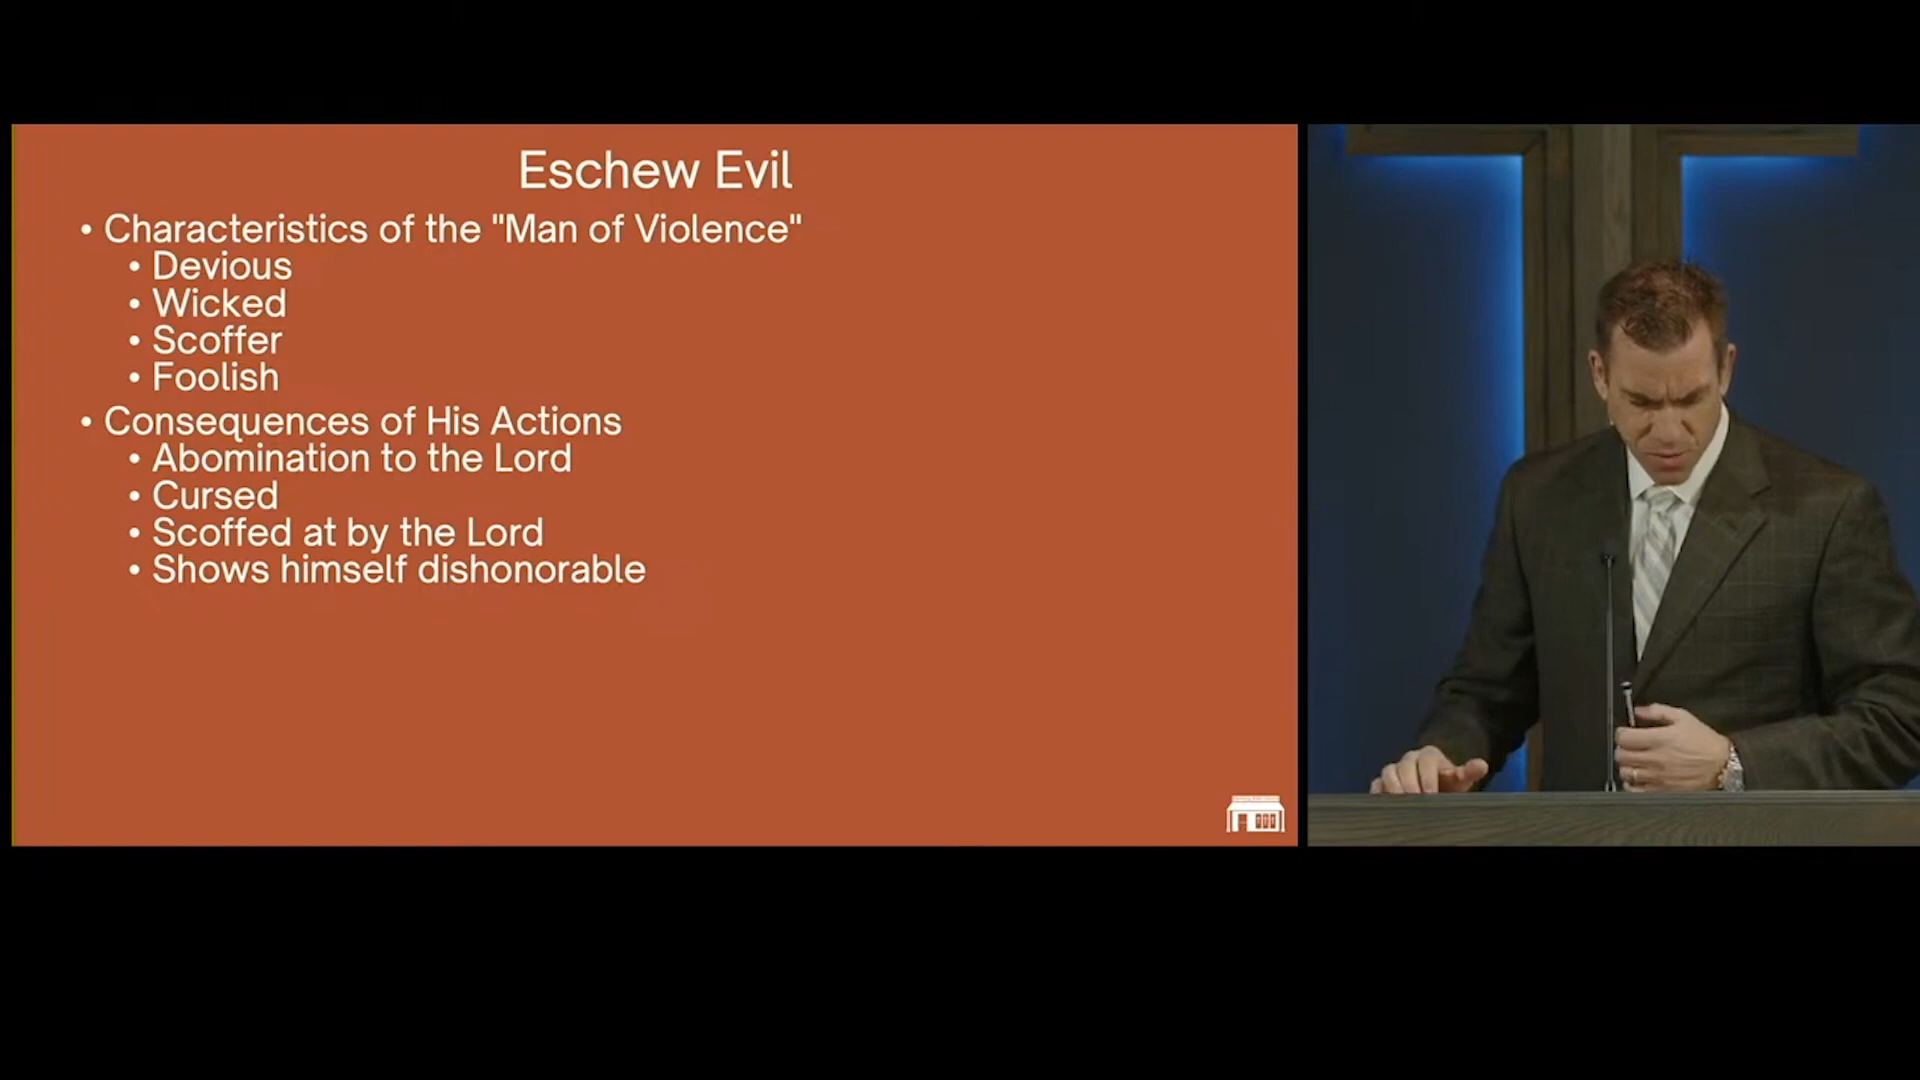 Eschew Evil
• Characteristics of the "Man of Violence"
• Devious
• Wicked
• Scoffer
• Foolish
• Consequences of His Actions
• Abomination to the Lord
• Cursed
• Scoffed at by the Lord
• Shows himself dishonorable